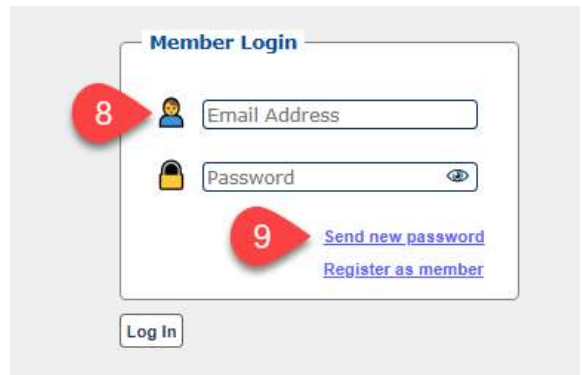 Member Login
8
Email Address
Password
9
Send new password
Register as member
Log In